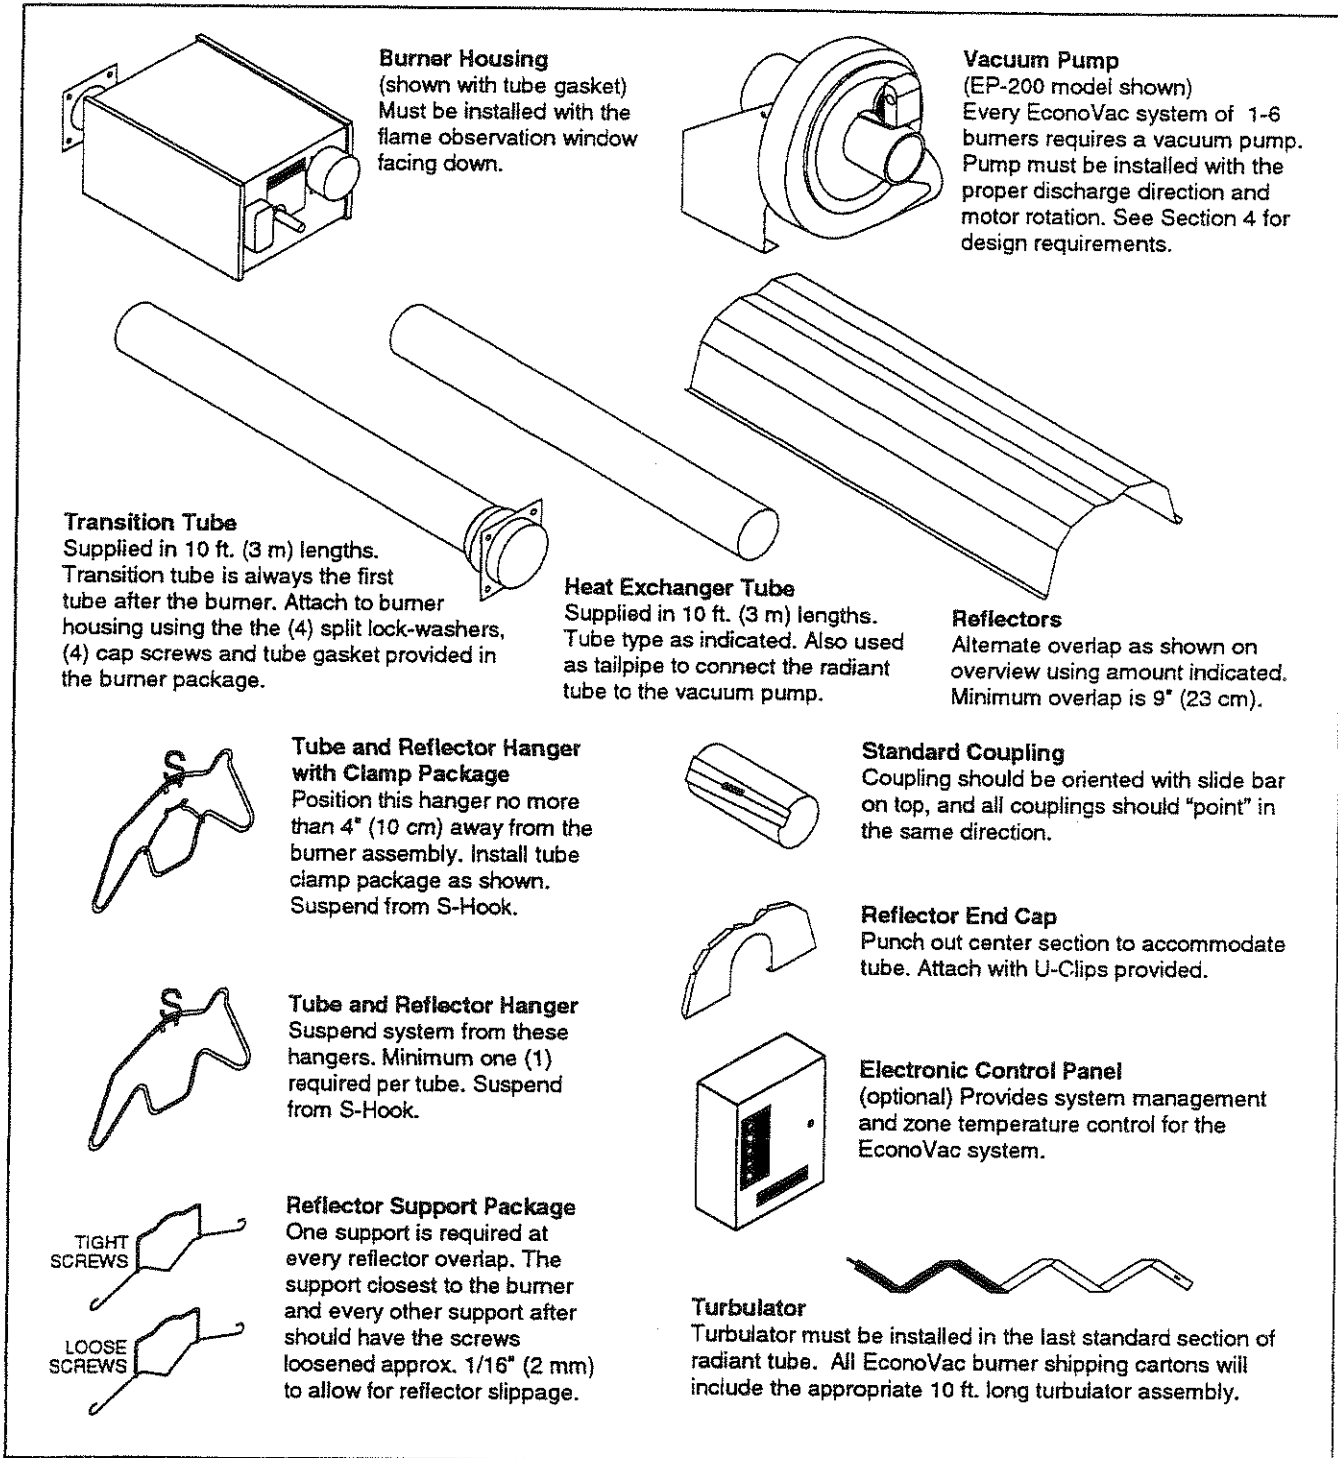 Burner Housing
(shown with tube gasket)
Must be installed with the
flame observation window
facing down.
Vacuum Pump
(EP-200 model shown)
Every EconoVac system of 1-6
burners requires a vacuum pump.
Pump must be installed with the
proper discharge direction and
motor rotation. See Section 4 for
design requirements.
Transition Tube
Supplied in 10 ft. (3 m) lengths.
Transition tube is always the first
tube after the burner. Attach to burner
housing using the the (4) split lock-washers,
(4) cap screws and tube gasket provided in
the burner package.
Heat Exchanger Tube
Supplied in 10 ft. (3 m) lengths.
Tube type as indicated. Also used
as tailpipe to connect the radiant
tube to the vacuum pump.
Reflectors
Alternate overlap as shown on
overview using amount indicated.
Minimum overlap is 9" (23 cm).
Tube and Reflector Hanger
with Clamp Package
Position this hanger no more
than 4" (10 cm) away from the
burner assembly. Install tube
clamp package as shown.
Suspend from S-Hook.
Standard Coupling
Coupling should be oriented with slide bar
on top, and all couplings should "point" in
the same direction.
Reflector End Cap
Punch out center section to accommodate
tube. Attach with U-Clips provided.
Tube and Reflector Hanger
Suspend system from these
hangers. Minimum one (1)
required per tube. Suspend
from S-Hook.
Electronic Control Panel
(optional) Provides system management
and zone temperature control for the
EconoVac system.
TIGHT
SCREWS
LOOSE
SCREWS
Reflector Support Package
One support is required at
every reflector overlap. The
support closest to the burner
and every other support after
should have the screws
loosened approx. 1/16" (2 mm)
to allow for reflector slippage.
Turbulator
Turbulator must be installed in the last standard section of
radiant tube. All EconoVac burner shipping cartons will
include the appropriate 10 ft. long turbulator assembly.